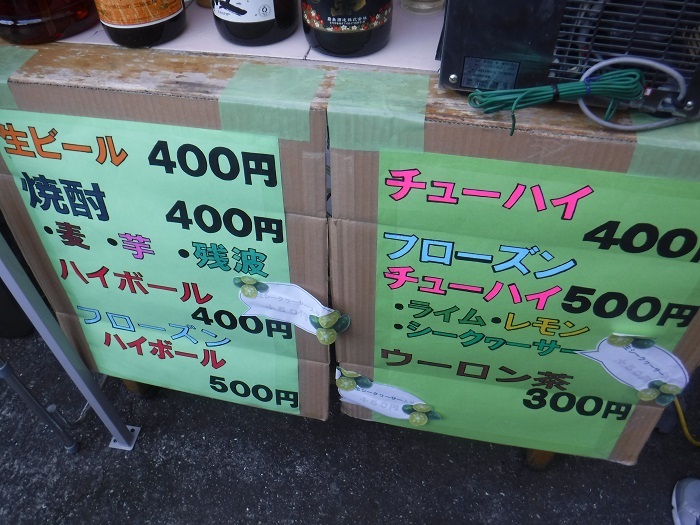 生ビール 400円
焼酎 400円
・麦 ・芋 ・残波
ハイボール
400円
フローズン
ハイボール
500円
チューハイ
400円
フローズン
チューハイ 500円
・ライム・レモン
・シークヮーサー
ウーロン茶
300円